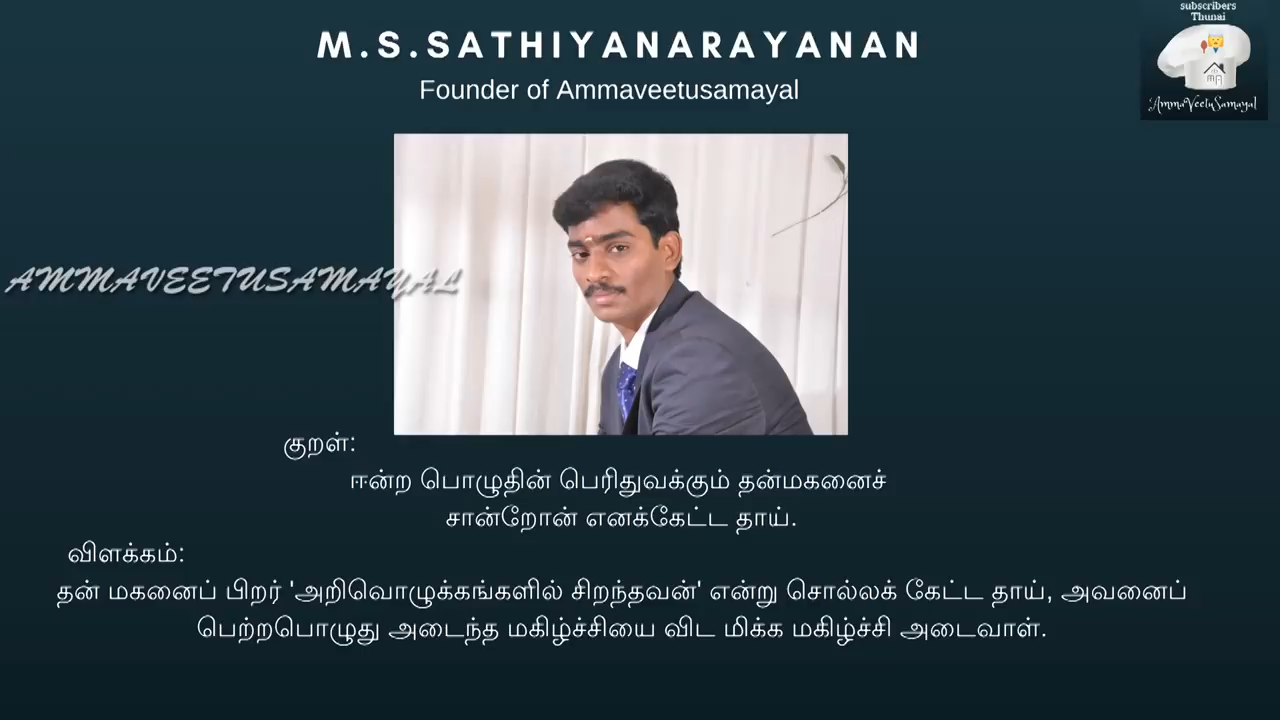 subscribers
Thunai
M.S.SATHIYANARAYANAN
Founder of Ammaveetusamayal
AmmaVeetuSamayal
AMMAVEETUSAMAYAL
குறள்:
ஈன்ற பொழுதின் பெரிதுவக்கும் தன்மகனைச்
சான்றோன் எனக்கேட்ட தாய்.
விளக்கம்:
தன் மகனைப் பிறர் 'அறிவொழுக்கங்களில் சிறந்தவன்' என்று சொல்லக் கேட்ட தாய், அவனைப்
பெற்றபொழுது அடைந்த மகிழ்ச்சியை விட மிக்க மகிழ்ச்சி அடைவாள்.